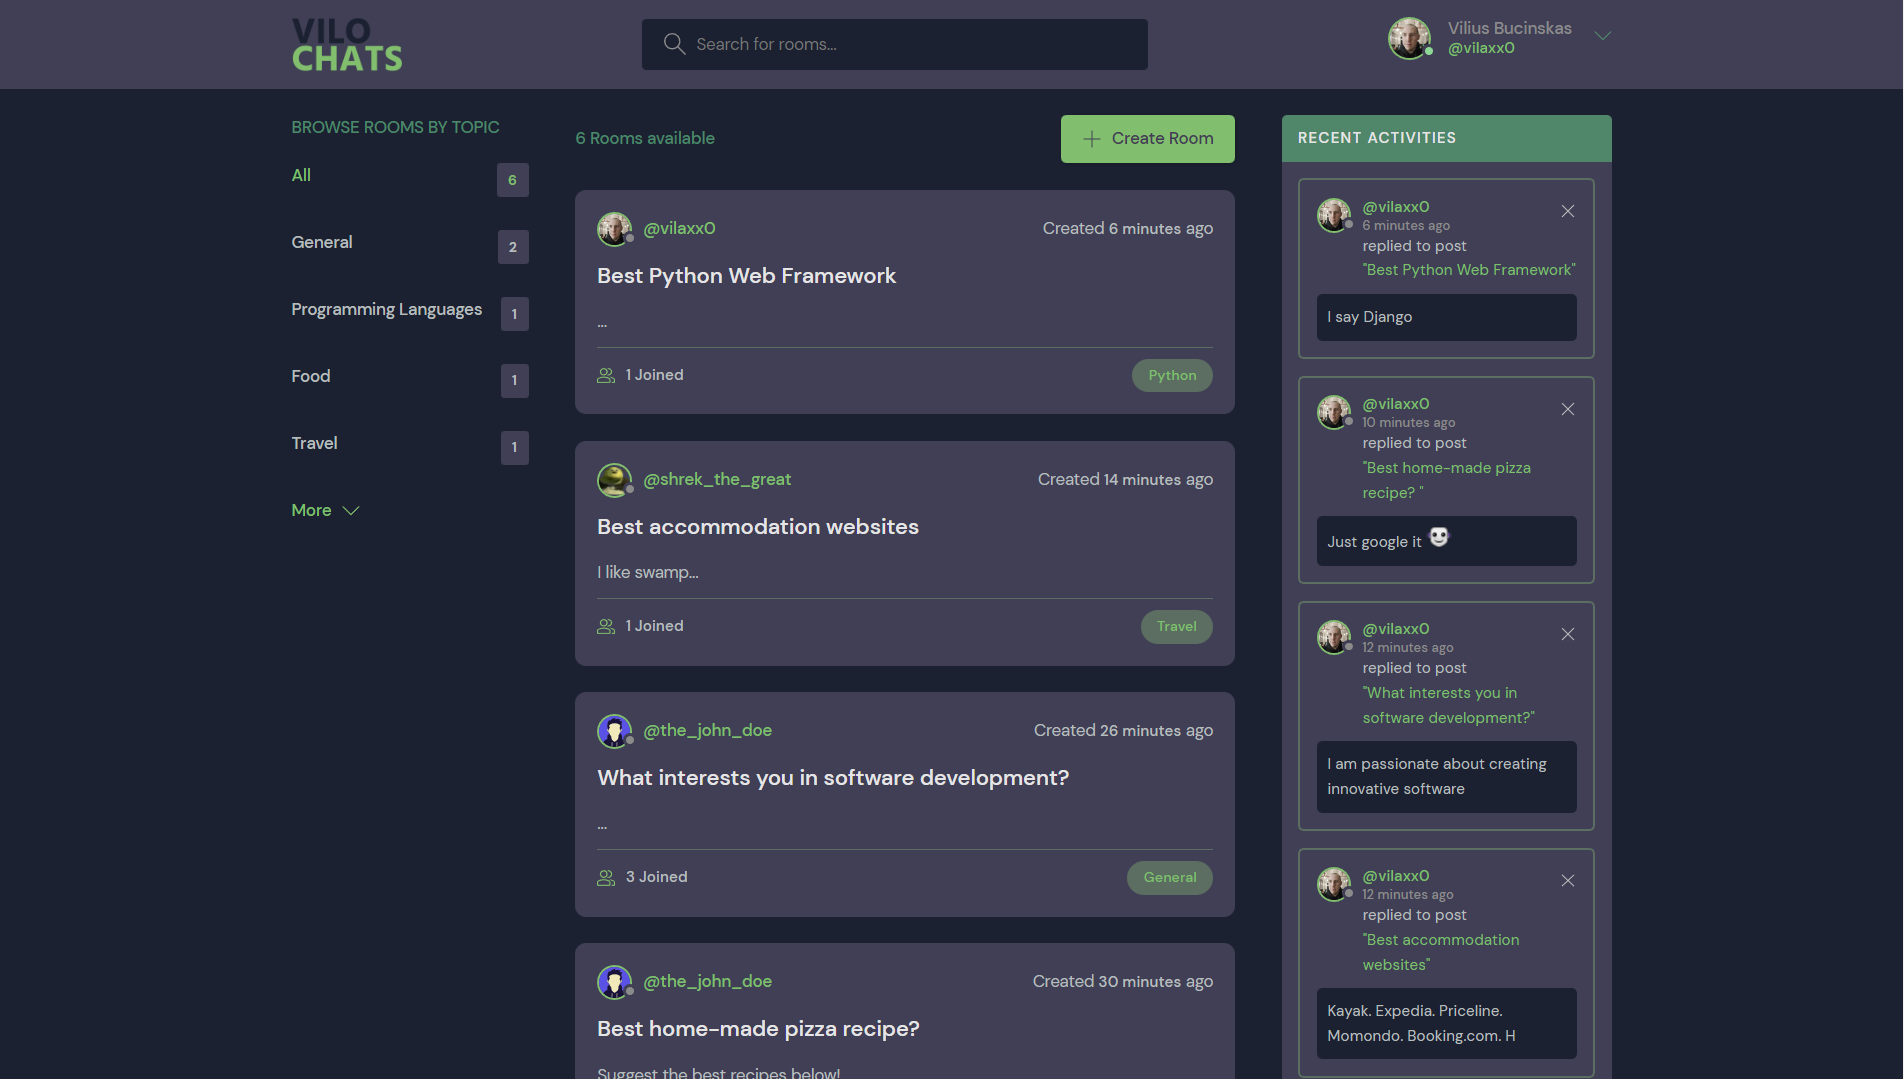 VILO
CHATS
Search for rooms...
Vilius Bucinskas
@vilaxx0
BROWSE ROOMS BY TOPIC
All 6
General 2
Programming Languages 1
Food 1
Travel 1
More
6 Rooms available
Create Room
@vilaxx0
Created 6 minutes ago
Best Python Web Framework
...
1 Joined
Python
@shrek_the_great
Created 14 minutes ago
Best accommodation websites
I like swamp...
1 Joined
Travel
@the_john_doe
Created 26 minutes ago
What interests you in software development?
...
3 Joined
General
@the_john_doe
Created 30 minutes ago
Best home-made pizza recipe?
Suggest the best recipes below!
RECENT ACTIVITIES
@vilaxx0
6 minutes ago
replied to post
"Best Python Web Framework"
I say Django
@vilaxx0
10 minutes ago
replied to post
"Best home-made pizza
recipe? "
Just google it
@vilaxx0
12 minutes ago
replied to post
"What interests you in
software development?"
I am passionate about creating
innovative software
@vilaxx0
12 minutes ago
replied to post
"Best accommodation
websites"
Kayak. Expedia. Priceline.
Momondo. Booking.com. H